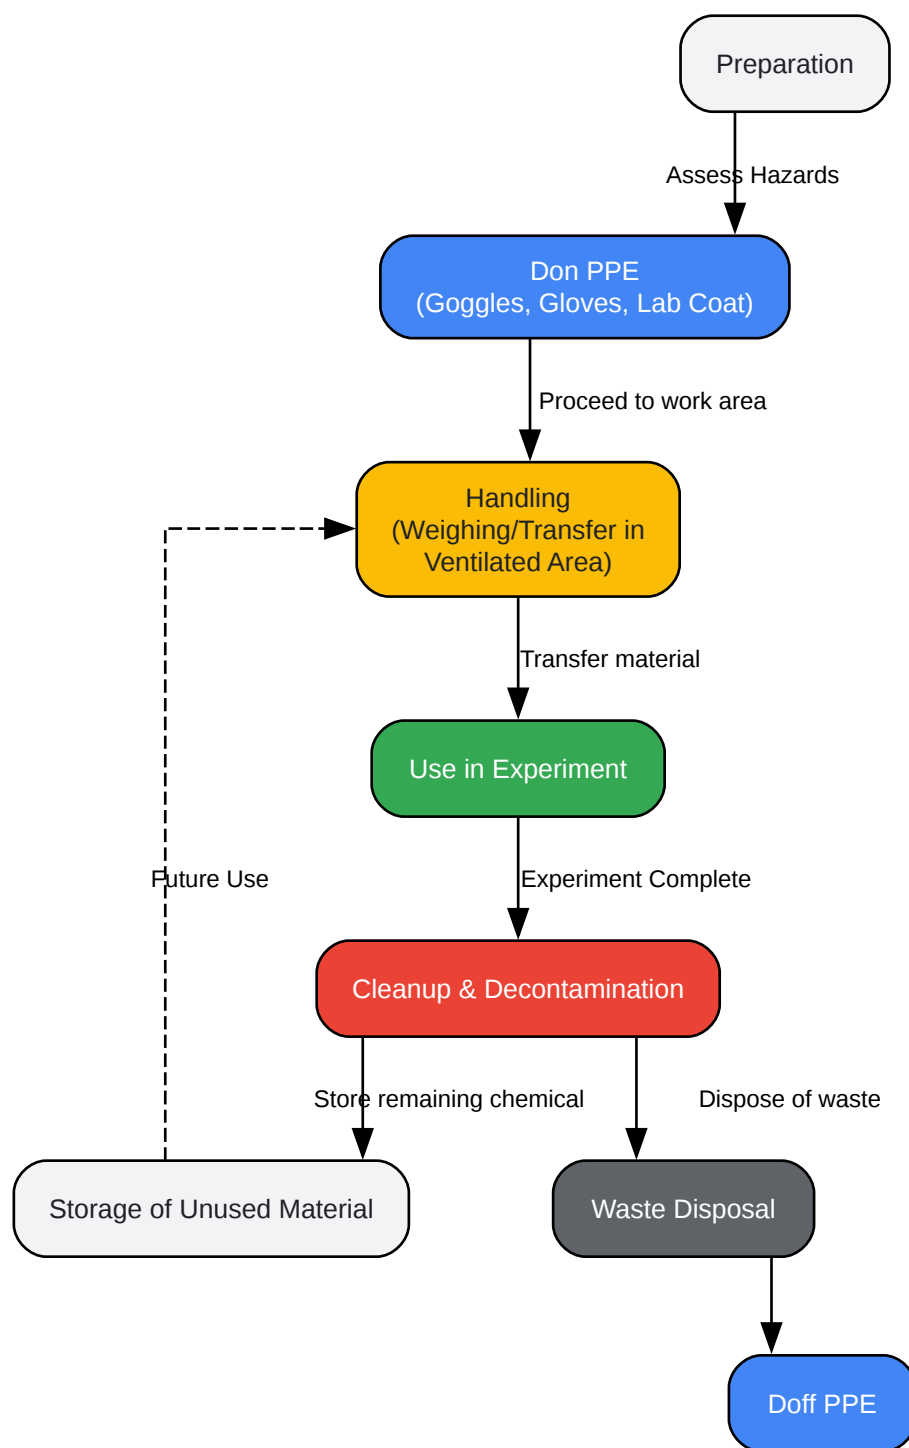 Preparation
Assess Hazards
Don PPE
(Goggles, Gloves, Lab Coat)
Proceed to work area
Handling
(Weighing/Transfer in
Ventilated Area)
Transfer material
Use in Experiment
Future Use
Experiment Complete
Cleanup & Decontamination
Store remaining chemical
Dispose of waste
Storage of Unused Material
Waste Disposal
Doff PPE